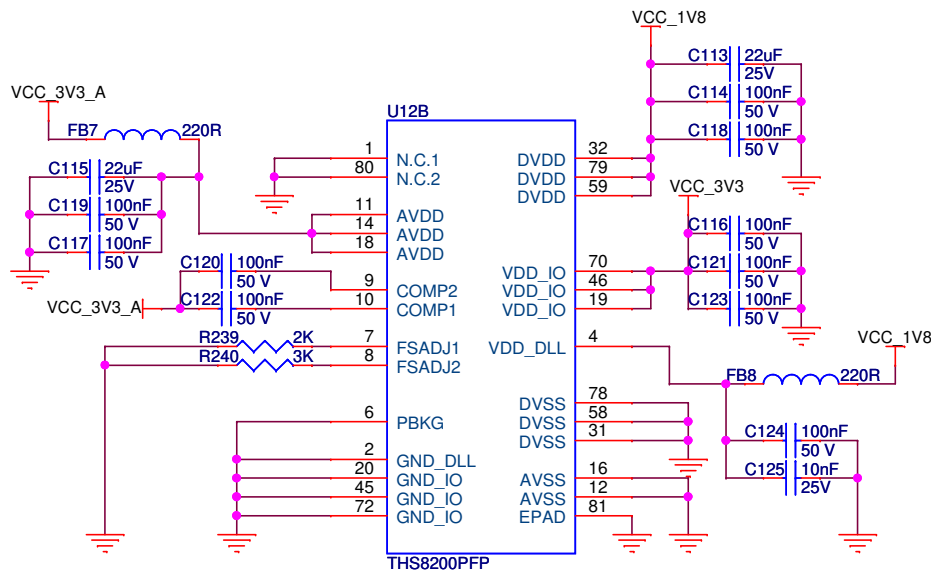 VCC_1V8
C113 22uF
25V
C114 100nF
50 V
C118 100nF
50 V
VCC_3V3_A
FB7 220R
C115 22uF
25V
C119 100nF
50 V
C117 100nF
50 V
U12B
1 N.C.1
80 N.C.2
11 AVDD
14 AVDD
18 AVDD
9 COMP2
10 COMP1
7 FSADJ1
8 FSADJ2
6 PBKG
2 GND_DLL
20 GND_IO
45 GND_IO
72 GND_IO
DVDD 32
DVDD 79
DVDD 59
VDD_IO 70
VDD_IO 46
VDD_IO 19
VDD_DLL 4
DVSS 78
DVSS 58
DVSS 31
AVSS 16
AVSS 12
EPAD 81
THS8200PFP
C120 100nF
50 V
C122 100nF
50 V
VCC_3V3_A
R239 2K
R240 3K
VCC_3V3
C116 100nF
50 V
C121 100nF
50 V
C123 100nF
50 V
VCC_1V8
FB8 220R
C124 100nF
50 V
C125 10nF
25V